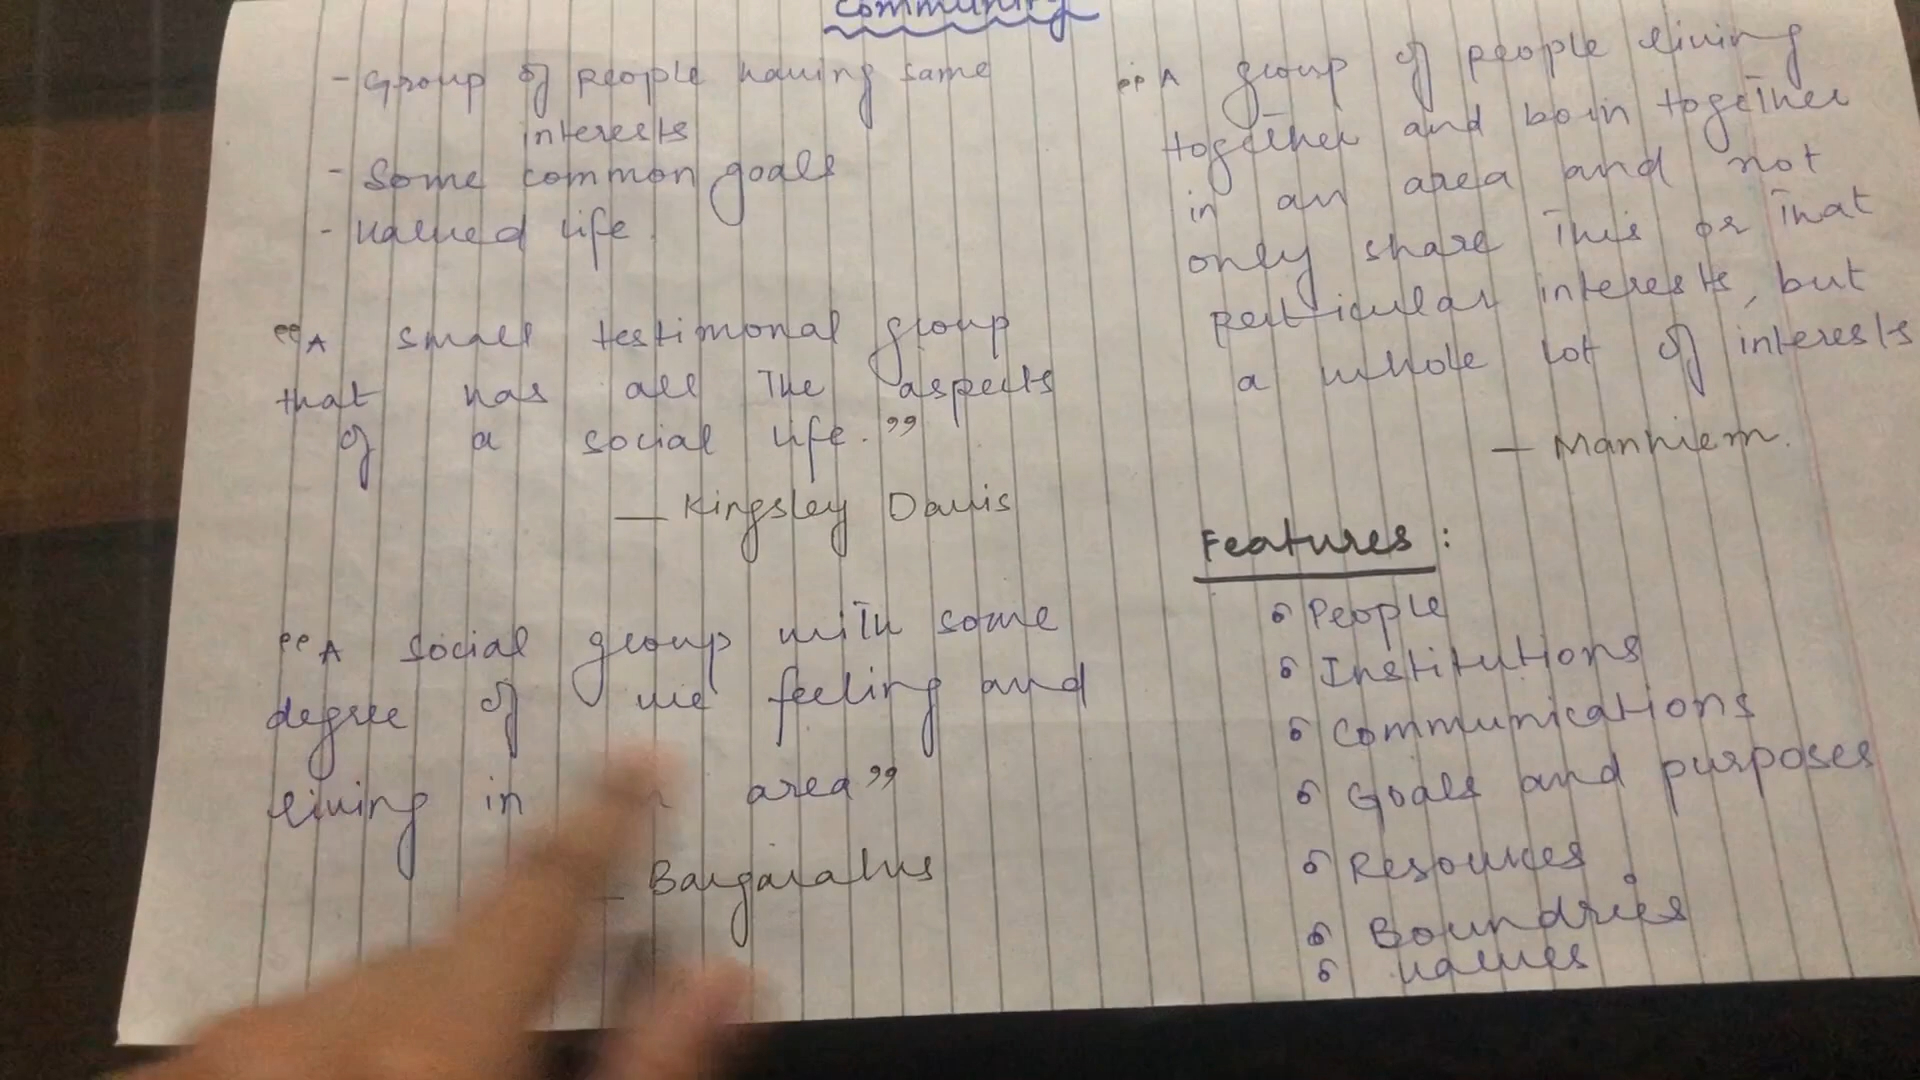 Community
- Group of people having same
interests
- Some common goals
- Valued life
"A small testimonal group
that has all the aspects
of a social life."
— Kingsley Davis
"A social group with some
degree of we feeling and
living in area"
—
"A group of people living
together and born together
in an area and not
only share this or that
particular interests, but
a whole lot of interests
— Manhiem.
Features :
People
Institutions
Communications
Goals and purposes
Resources
Boundries
Values